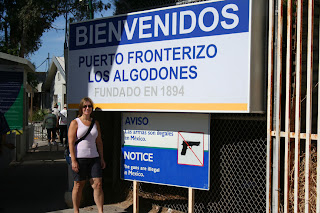 BIENVENIDOS
PUERTO FRONTERIZO
LOS ALGODONES
FUNDADO EN 1894
AVISO
Las armas son ilegales
en México.
NOTICE
Guns are illegal
in Mexico.